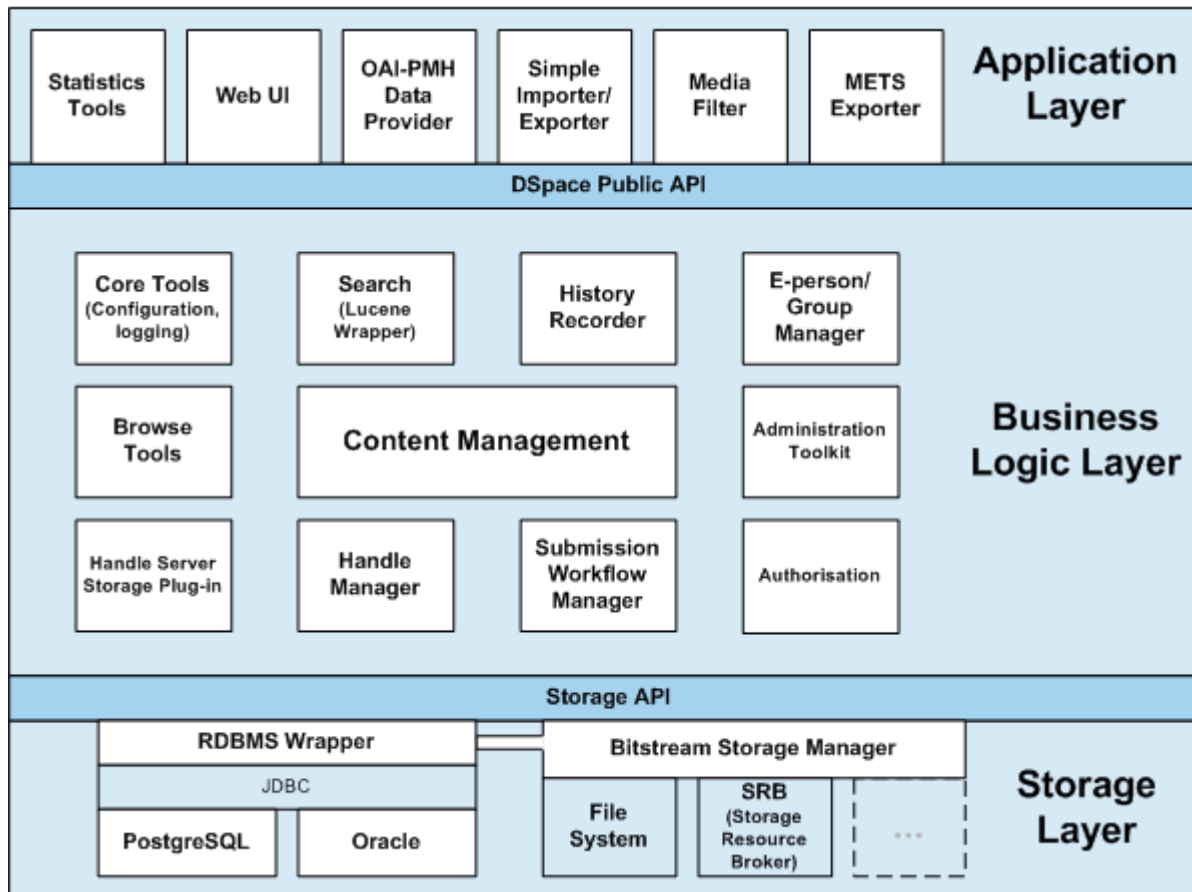 Statistics
Tools
Web UI
OAI-PMH
Data
Provider
Simple
Importer/
Exporter
Media
Filter
METS
Exporter
Application
Layer
DSpace Public API
Core Tools
(Configuration,
logging)
Search
(Lucene
Wrapper)
History
Recorder
E-person/
Group
Manager
Browse
Tools
Content Management
Administration
Toolkit
Business
Logic Layer
Handle Server
Storage Plug-in
Handle
Manager
Submission
Workflow
Manager
Authorisation
Storage API
RDBMS Wrapper
Bitstream Storage Manager
JDBC
PostgreSQL
Oracle
File
System
SRB
(Storage
Resource
Broker)
...
Storage
Layer